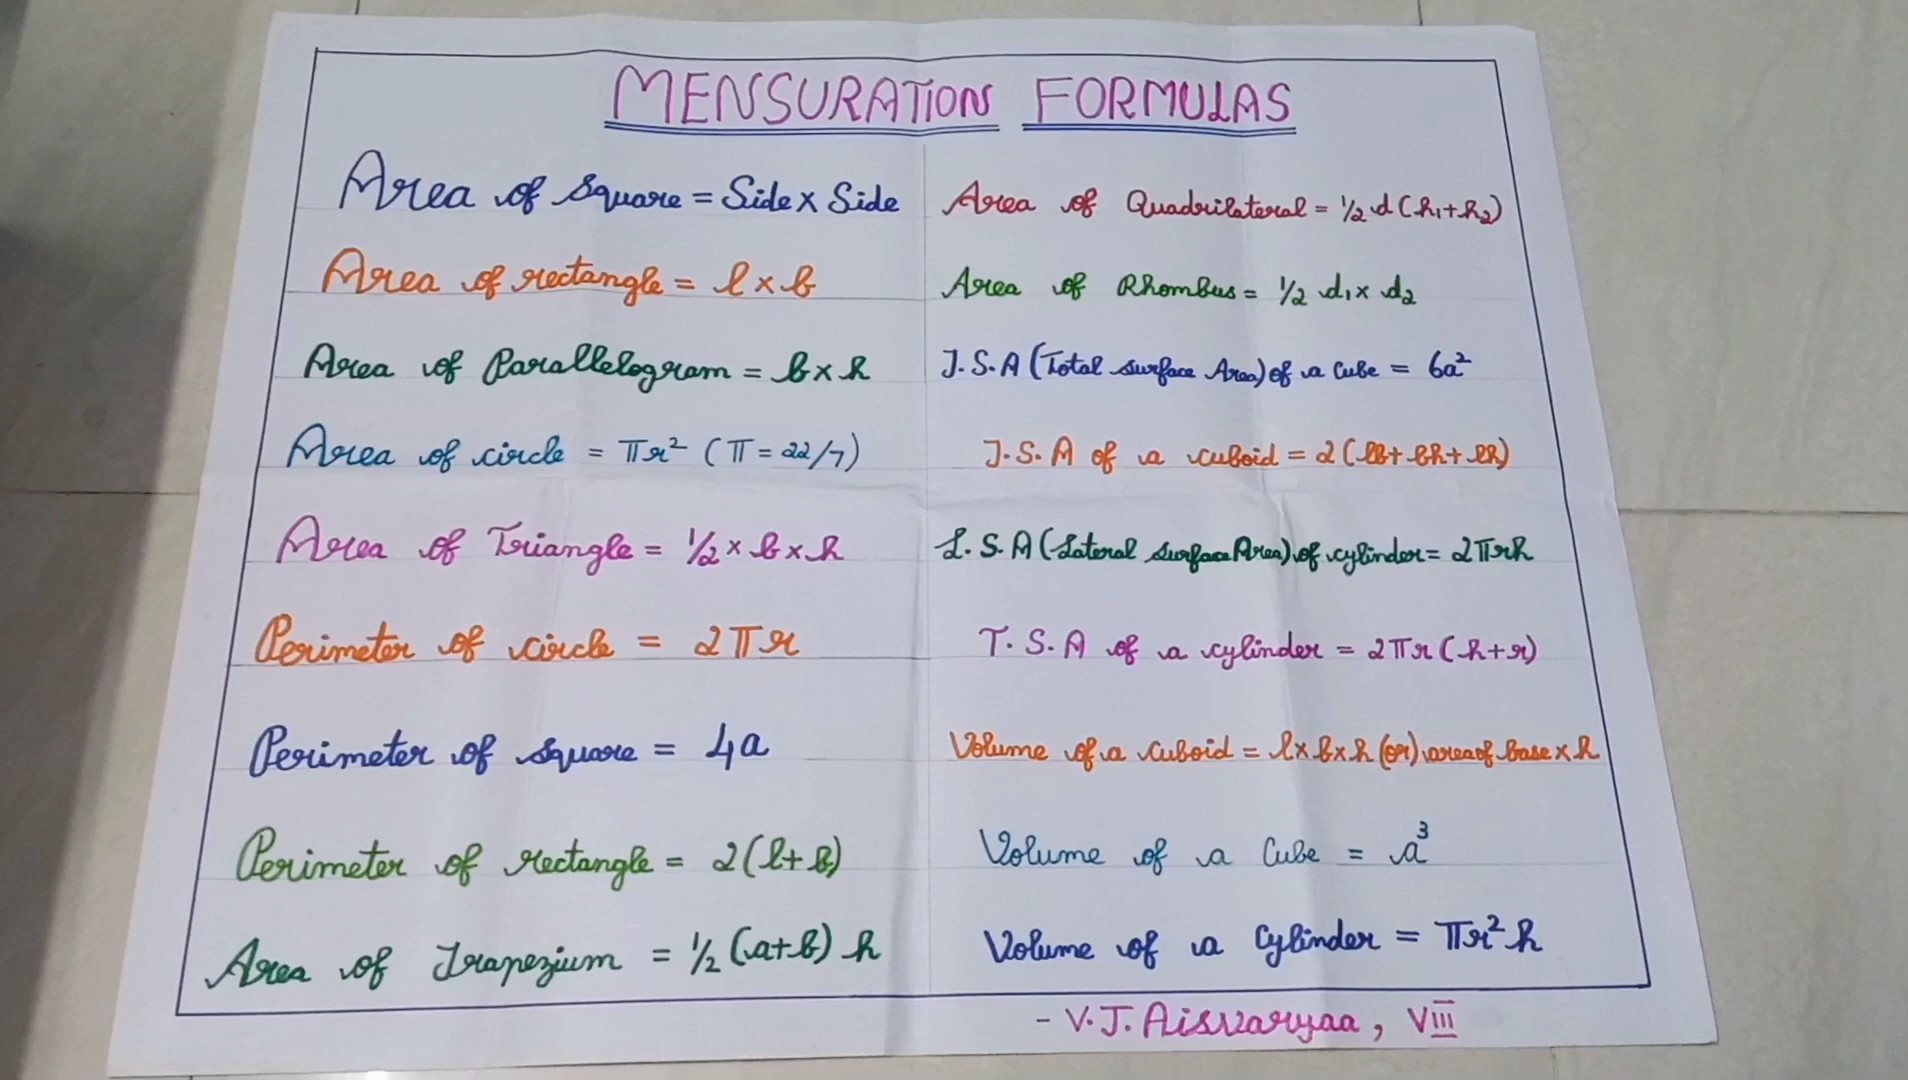 MENSURATION FORMULAS
Area of square = Side x Side
Area of rectangle = l x b
Area of Parallelogram = b x h
Area of circle = πr² (π = 22/7)
Area of Triangle = 1/2 x b x h
Perimeter of circle = 2πr
Perimeter of square = 4a
Perimeter of rectangle = 2(l+b)
Area of Trapezium = 1/2 (a+b) h
Area of Quadrilateral = 1/2 d (h₁+h₂)
Area of Rhombus = 1/2 d₁ x d₂
T.S.A (Total surface Area) of a Cube = 6a²
T.S.A of a cuboid = 2(lb+bh+lh)
L.S.A (Lateral surface Area) of cylinder = 2πrh
T.S.A of a cylinder = 2πr(h+r)
Volume of a cuboid = l x b x h (or) area of base x h
Volume of a Cube = a³
Volume of a Cylinder = πr²h
- V.J. Aisvaryaa, VIII